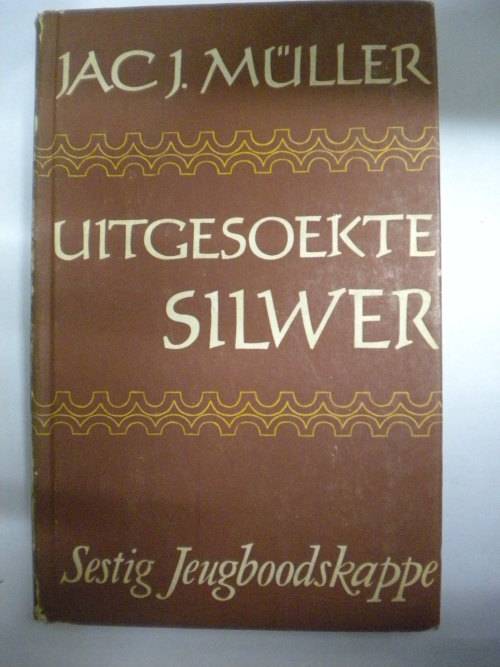 JAC J. MÜLLER
UITGESOEKTE
SILWER
Sestig Jeugboodskappe